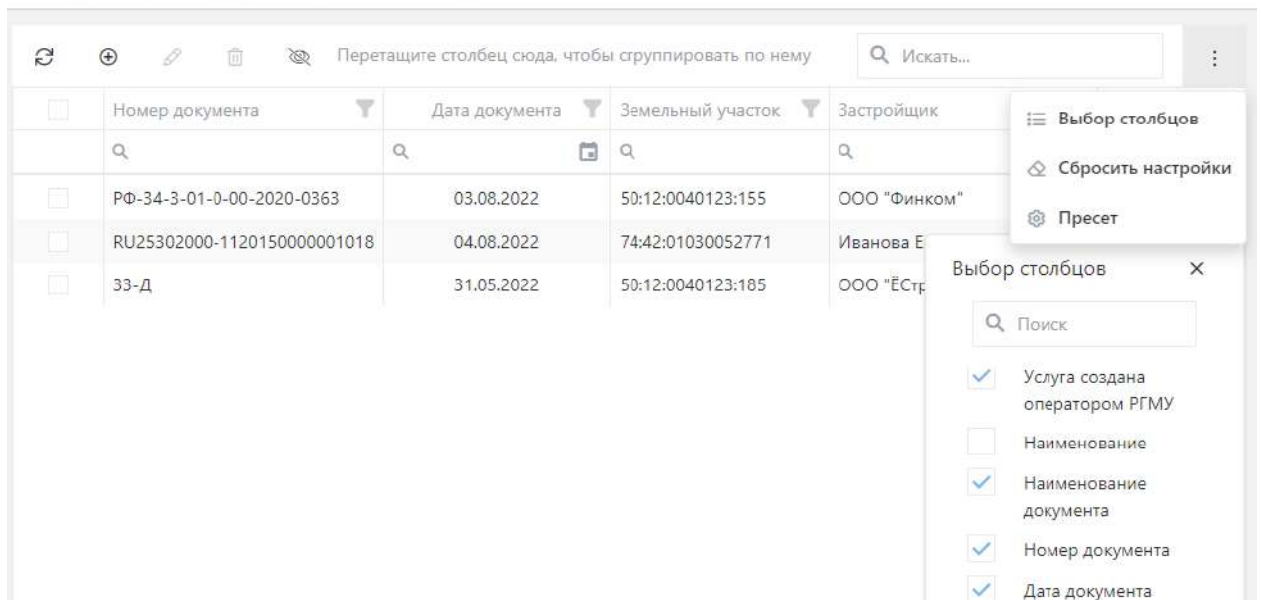 Перетащите столбец сюда, чтобы сгруппировать по нему
Искать...
Номер документа
Дата документа
Земельный участок
Застройщик
РФ-34-3-01-0-00-2020-0363
03.08.2022
50:12:0040123:155
ООО "Финком"
RU25302000-1120150000001018
04.08.2022
74:42:01030052771
Иванова Е
33-Д
31.05.2022
50:12:0040123:185
ООО "ЁСтр
Выбор столбцов
Сбросить настройки
Пресет
Выбор столбцов
Поиск
Услуга создана
оператором РГМУ
Наименование
Наименование
документа
Номер документа
Дата документа